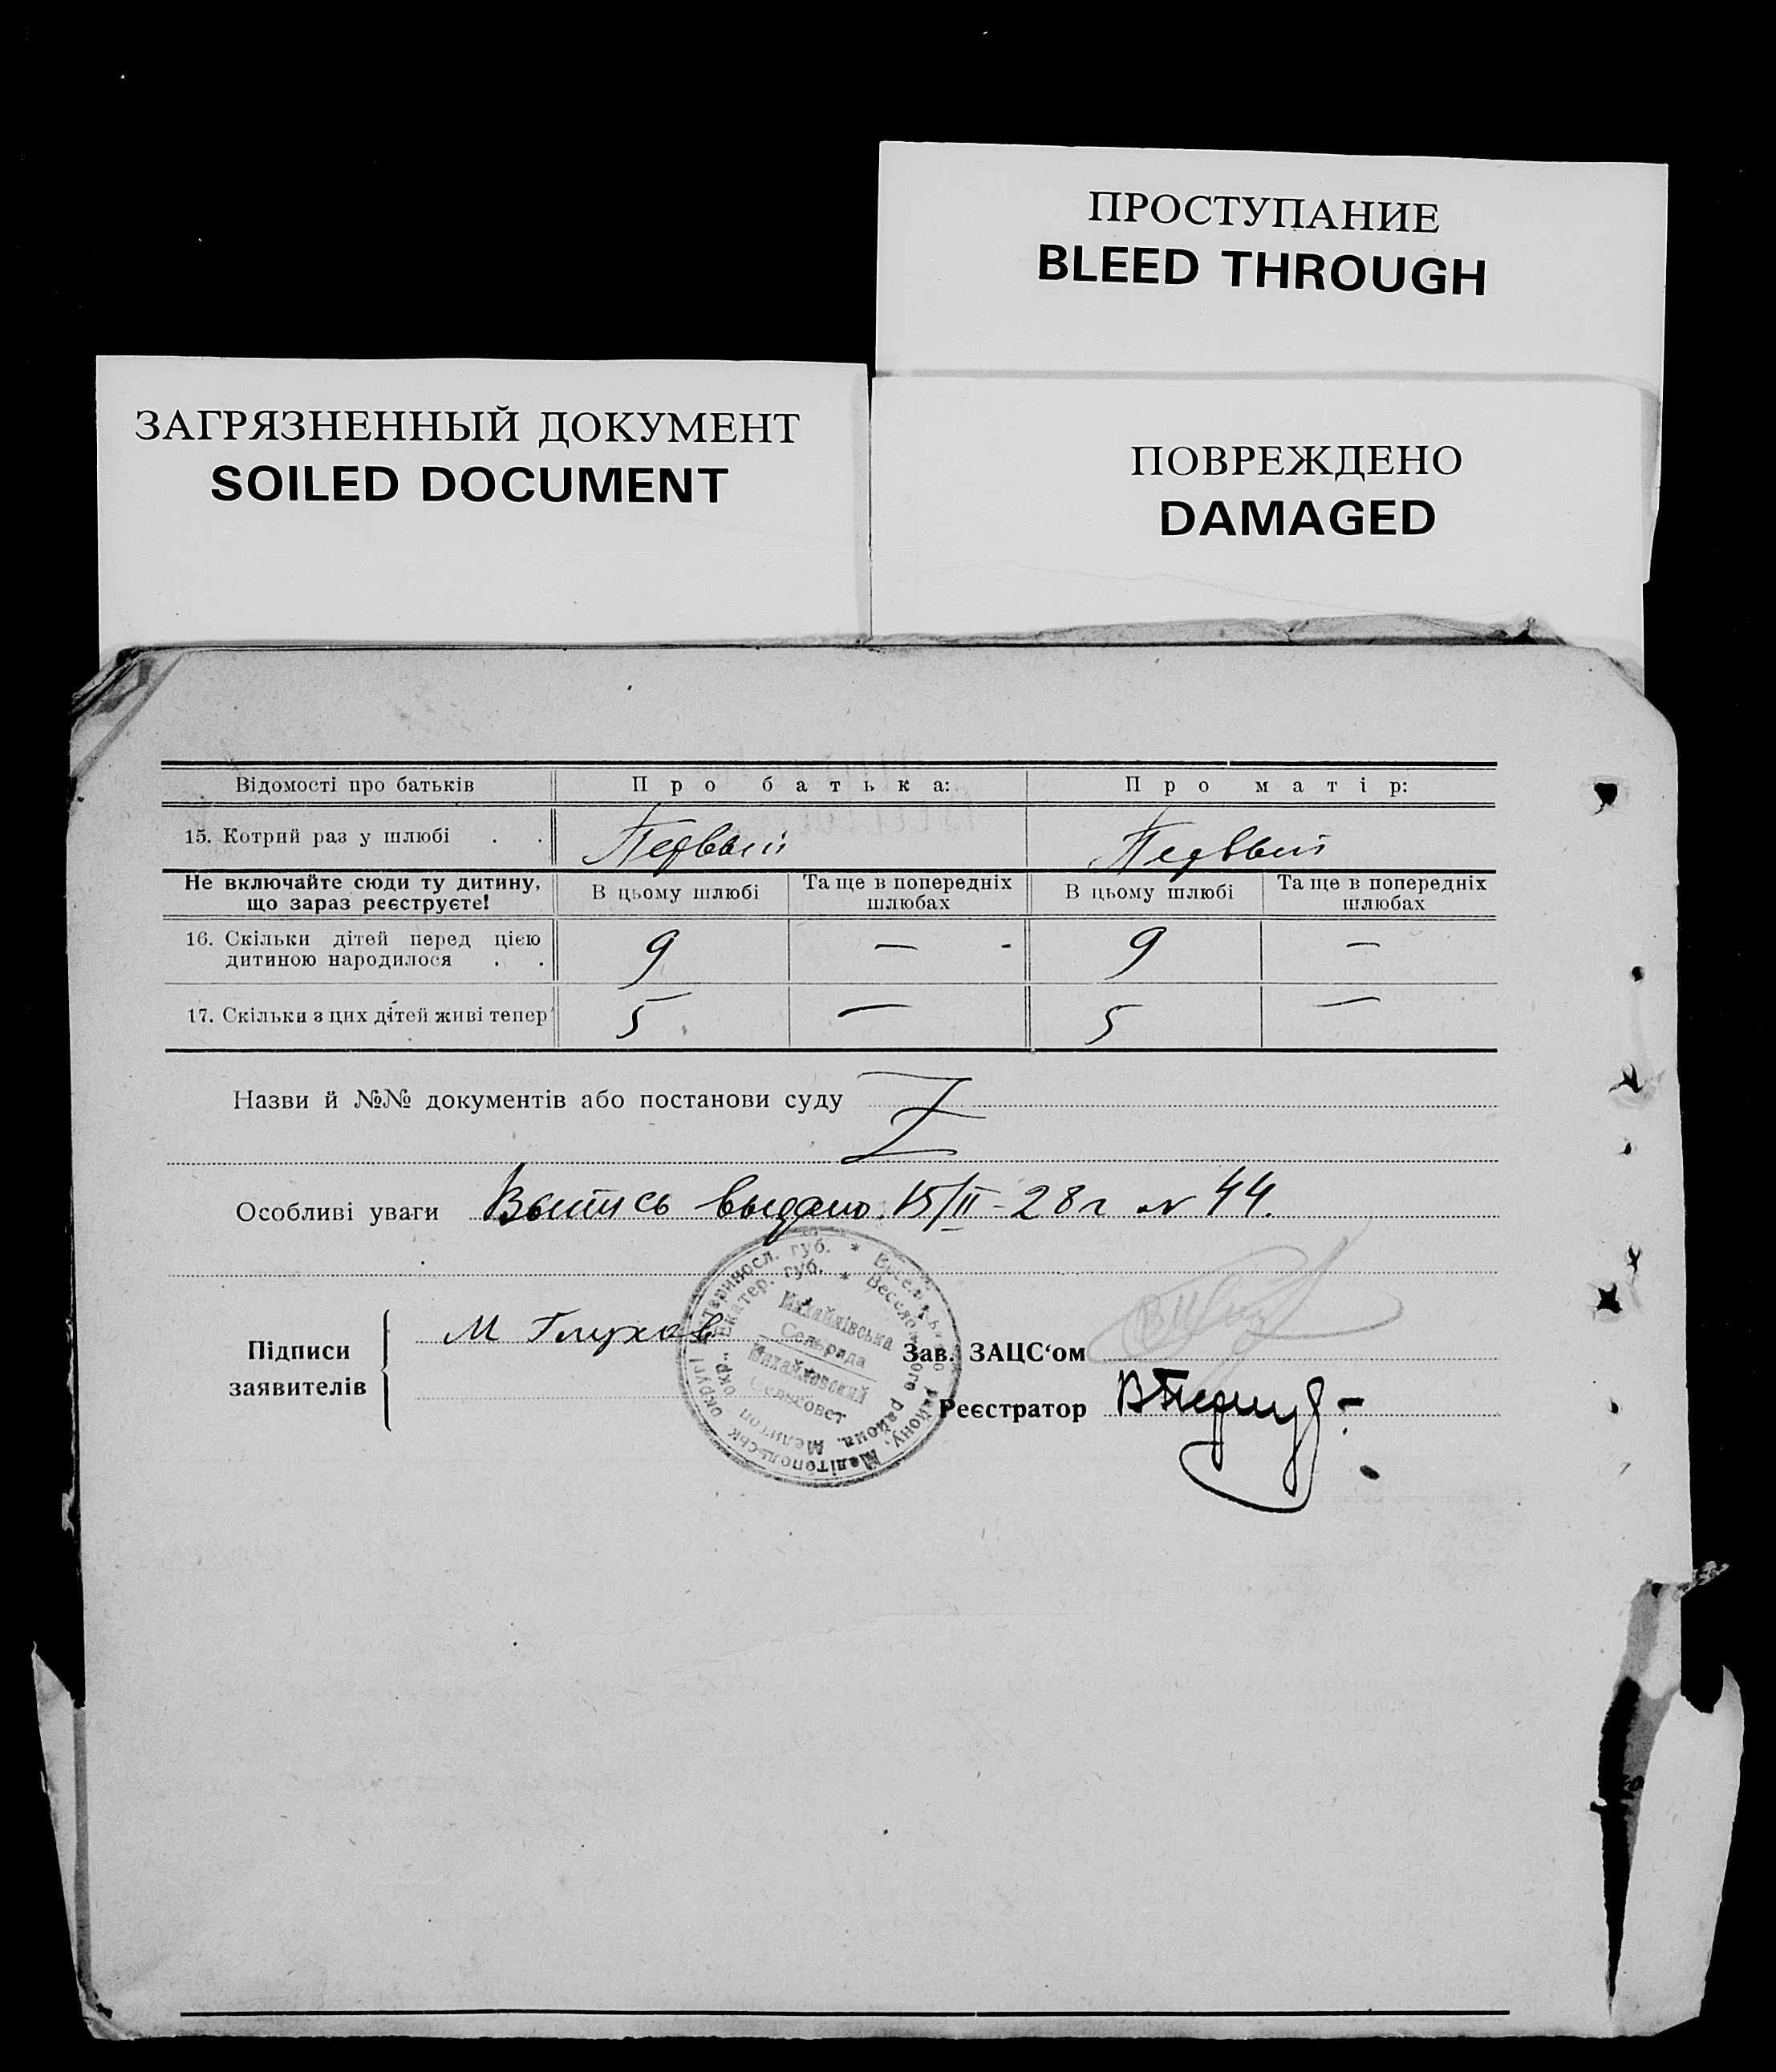 ПРОСТУПАНИЕ
BLEED THROUGH
ЗАГРЯЗНЕННЫЙ ДОКУМЕНТ
SOILED DOCUMENT
ПОВРЕЖДЕНО
DAMAGED
Відомості про батьків Про батька: Про матір:
15. Котрий раз у шлюбі . . Первый Первый
Не включайте сюди ту дитину, що зараз реєструєте! В цьому шлюбі Та ще в попередніх шлюбах В цьому шлюбі Та ще в попередніх шлюбах
16. Скільки дітей перед цією дитиною народилося . . 9 — 9 —
17. Скільки з цих дітей живі тепер 5 — 5 —
Назви й №№ документів або постанови суду Z
Особливі уваги Выпись выдано 15/II-28 г № 44.
Підписи заявителів М Глухов
Михайлівська
Сельрада
Михайловский
Сельсовет
Зав. ЗАЦС‘ом
Реєстратор